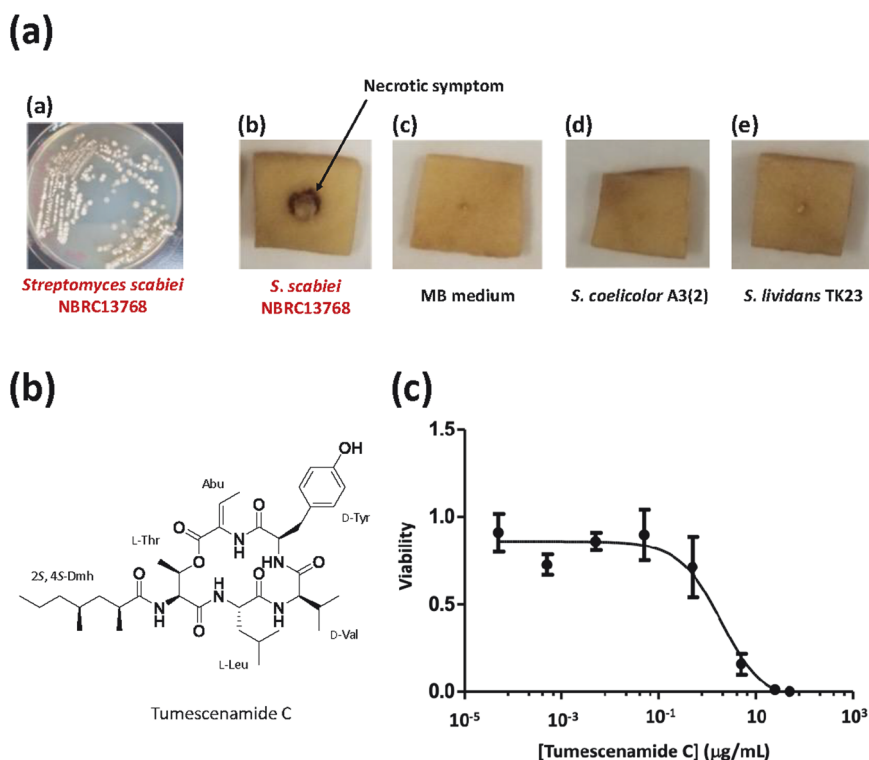 (a)
Necrotic symptom
(a)
(b)
(c)
(d)
(e)
Streptomyces scabiei
NBRC13768
S. scabiei
NBRC13768
MB medium
S. coelicolor A3(2)
S. lividans TK23
(b)
OH
Abu
O
O
D-Tyr
L-Thr
O
N
H
NH
2S, 4S-Dmh
O
O
H
N
O
O
N
H
O
N
H
D-Val
L-Leu
Tumescenamide C
(c)
1.5
1.0
0.5
0.0
Viability
10-5
10-3
10-1
10
103
[Tumescenamide C] (μg/mL)